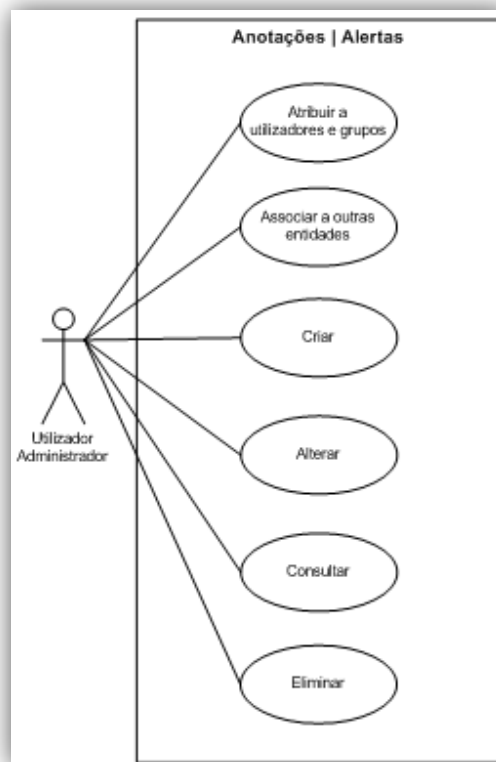 Anotações | Alertas
Atribuir a
utilizadores e grupos
Associar a outras
entidades
Criar
Utilizador
Administrador
Alterar
Consultar
Eliminar